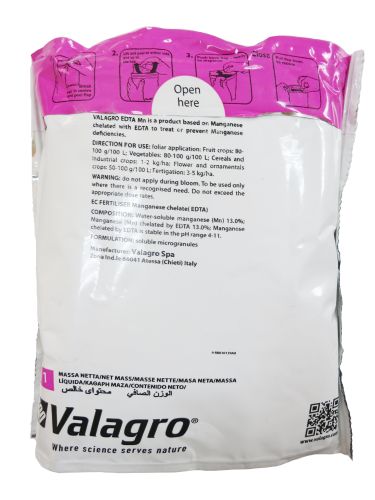 2.
3.
Open
here
VALAGRO EDTA Mn is a product based on Manganese
chelated with EDTA to treat or prevent Manganese
deficiencies.
DIRECTION FOR USE: foliar application: Fruit crops: 80-
100 g/100 L; Vegetables: 80-100 g/100 L; Cereals and
Industrial crops: 1-2 kg/ha; Flower and ornamental
crops: 50-100 g/100 L; Fertigation: 3-5 kg/ha.
WARNING: do not apply during bloom. To be used only
where there is a recognised need. Do not exceed the
appropriate dose rates.
EC FERTILISER Manganese chelate( EDTA)
COMPOSITION: Water-soluble manganese (Mn) 13.0%;
Manganese (Mn) chelated by EDTA 13.0%; Manganese
chelated by EDTA is stable in the pH range 4-11.
FORMULATION: soluble microgranules
Manufacturer: Valagro Spa
Zona Ind.le 66041 Atessa (Chieti) Italy
1
MASSA NETTA/NET MASS/MASSE NETTE/MASA NETA/MASSA
LÍQUIDA/ΚΑΘΑΡΗ ΜΑΖΑ/CONTENIDO NETO/
الوزن الصافي محتوای خالص
Valagro®
Where science serves nature
www.valagro.com